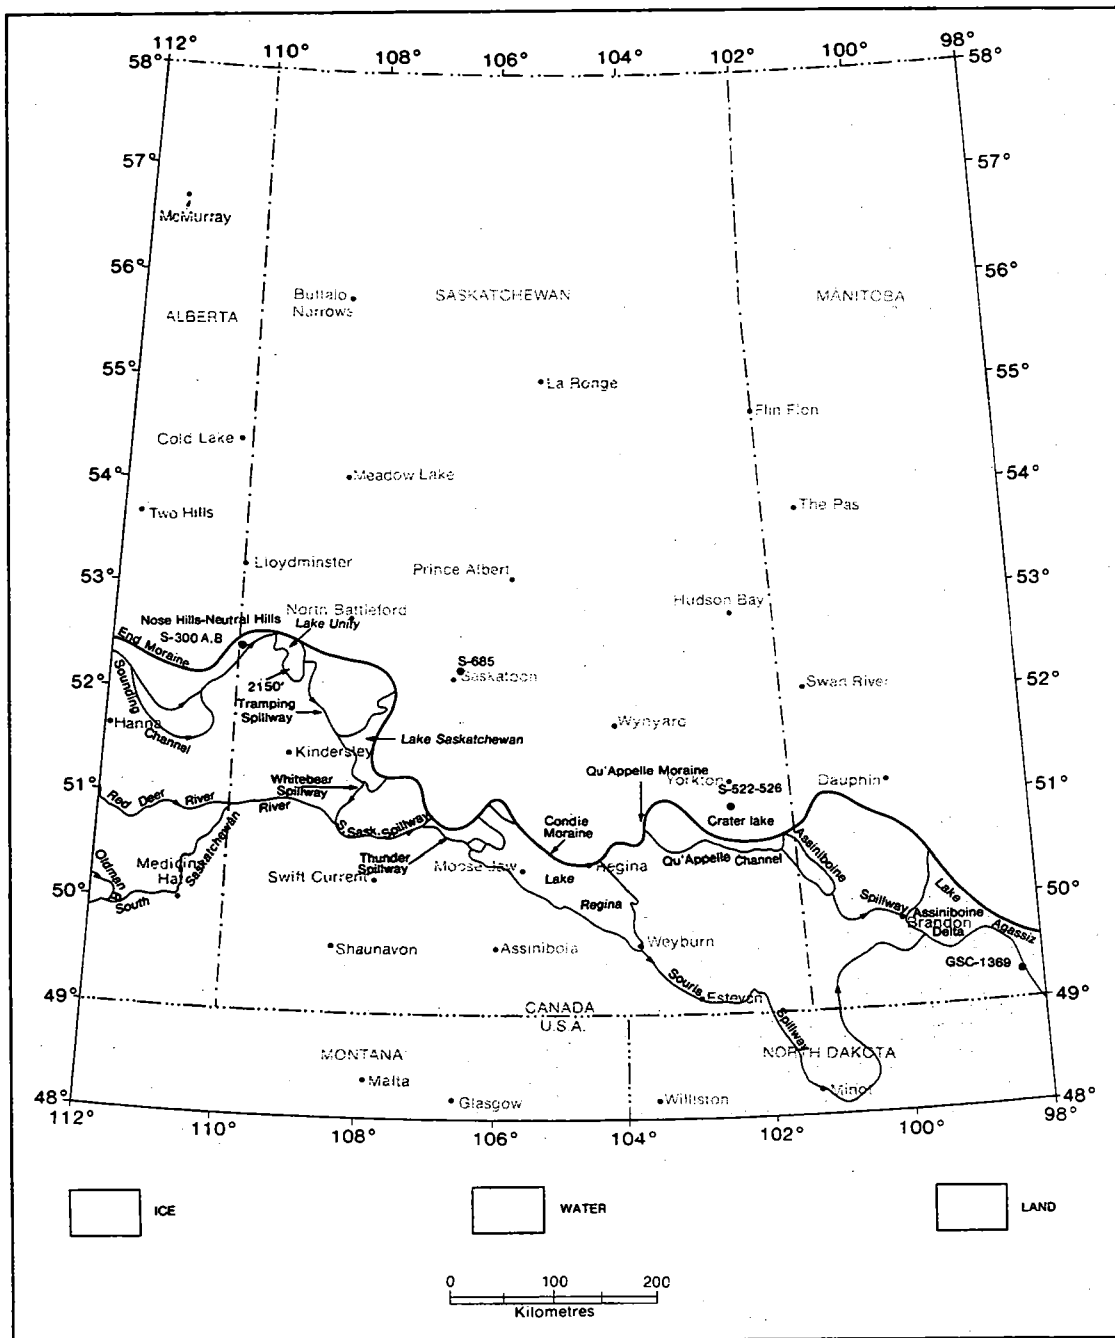 112°
110°
108°
106°
104°
102°
100°
98°
58°
58°
57°
57°
McMurray
56°
56°
Buffalo
Narrows
SASKATCHEWAN
MANITOBA
ALBERTA
55°
55°
La Ronge
Flin Flon
Cold Lake
54°
54°
Meadow Lake
Two Hills
The Pas
Lloydminster
Prince Albert
53°
53°
Hudson Bay
North Battleford
Nose Hills-Neutral Hills
Lake Unity
S-300 A.B
End Moraine
S-685
Saskatoon
52°
52°
2150'
Swan River
Sounding
Channel
Tramping
Spillway
Hanna
Wynyard
Lake Saskatchewan
Kindersley
Qu'Appelle Moraine
Yorkton
Dauphin
51°
51°
Whitebear
Spillway
S-522-526
Crater lake
Red Deer River
River
S. Sask. Spillway
Condie
Moraine
Assiniboine
Qu'Appelle Channel
Thunder
Spillway
Moose Jaw
Regina
Medicine
Hat
Saskatchewan
Oldman R
South
Swift Current
Lake
Regina
50°
50°
Spillway
Lake
Agassiz
Assiniboine
Brandon
Delta
Shaunavon
Assiniboia
Weyburn
GSC-1369
Souris
Estevan
Spillway
49°
49°
CANADA
U.S.A.
MONTANA
NORTH DAKOTA
Malta
Minot
Glasgow
Williston
48°
48°
112°
110°
108°
106°
104°
102°
100°
98°
ICE
WATER
LAND
0
100
200
Kilometres